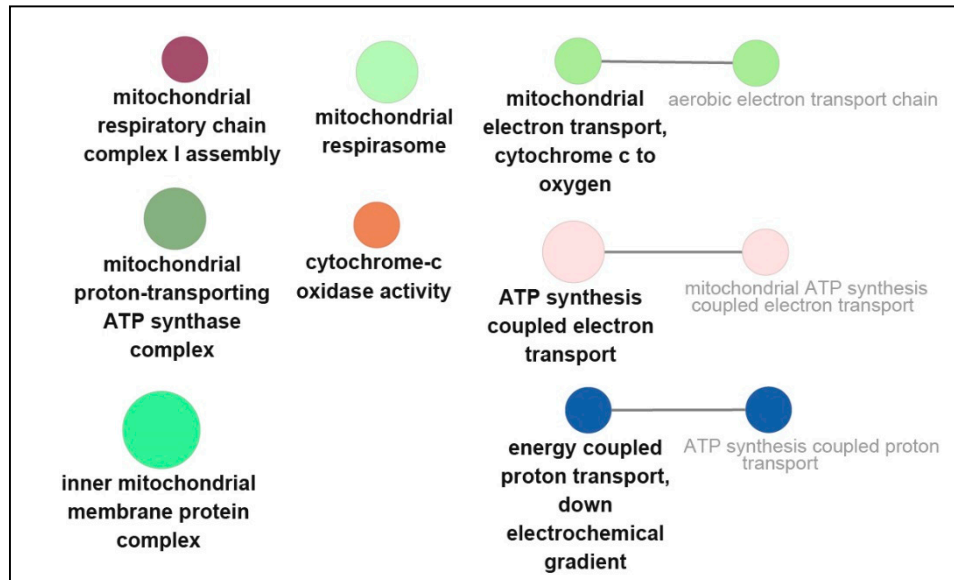 mitochondrial
respiratory chain
complex I assembly
mitochondrial
respirasome
mitochondrial
electron transport,
cytochrome c to
oxygen
aerobic electron transport chain
mitochondrial
proton-transporting
ATP synthase
complex
cytochrome-c
oxidase activity
ATP synthesis
coupled electron
transport
mitochondrial ATP synthesis
coupled electron transport
inner mitochondrial
membrane protein
complex
energy coupled
proton transport,
down
electrochemical
gradient
ATP synthesis coupled proton
transport